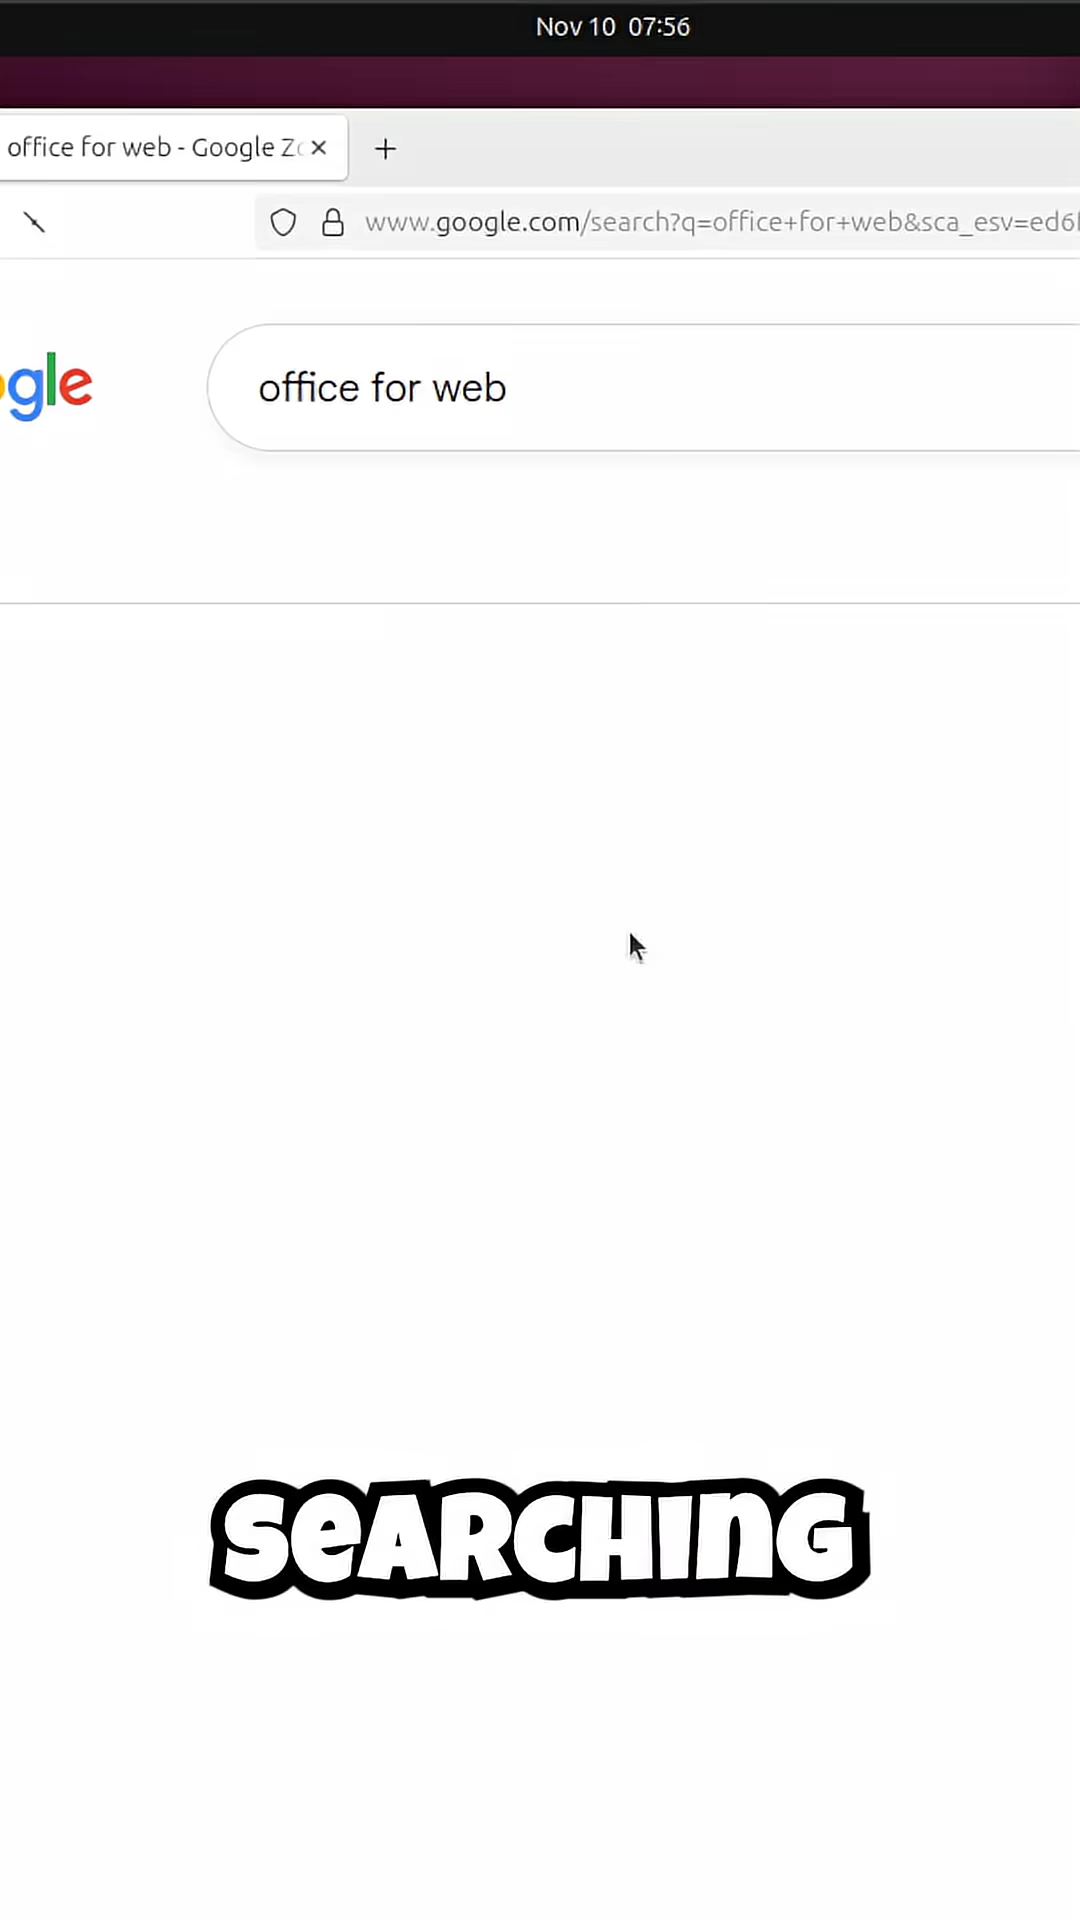 Nov 10 07:56
office for web - Google
www.google.com/search?q=office+for+web&sca_esv=ed6
gle
office for web
SEARCHING